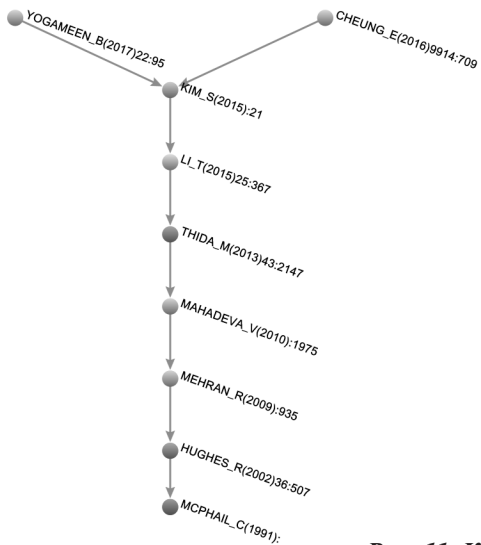 YOGAMEEN_B(2017)22:95
CHEUNG_E(2016)9914:709
KIM_S(2015):21
LI_T(2015)25:367
THIDA_M(2013)43:2147
MAHADEVA_V(2010):1975
MEHRAN_R(2009):935
HUGHES_R(2002)36:507
MCPHAIL_C(1991):